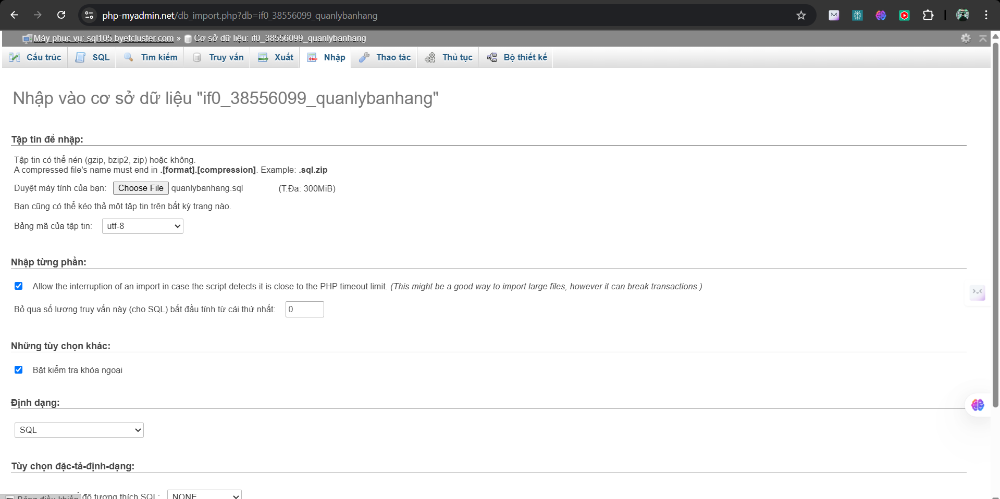 php-myadmin.net/db_import.php?db=if0_38556099_quanlybanhang
Máy phục vụ: sql105.byetcluster.com » Cơ sở dữ liệu: if0_38556099_quanlybanhang
Cấu trúc SQL Tìm kiếm Truy vấn Xuất Nhập Thao tác Thủ tục Bộ thiết kế
Nhập vào cơ sở dữ liệu "if0_38556099_quanlybanhang"
Tập tin để nhập:
Tập tin có thể nén (gzip, bzip2, zip) hoặc không.
A compressed file's name must end in .[format].[compression]. Example: .sql.zip
Duyệt máy tính của bạn: Choose File quanlybanhang.sql (T.Đa: 300MiB)
Bạn cũng có thể kéo thả một tập tin trên bất kỳ trang nào.
Bảng mã của tập tin: utf-8
Nhập từng phần:
Allow the interruption of an import in case the script detects it is close to the PHP timeout limit. (This might be a good way to import large files, however it can break transactions.)
Bỏ qua số lượng truy vấn này (cho SQL) bắt đầu tính từ cái thứ nhất: 0
Những tùy chọn khác:
Bật kiểm tra khóa ngoại
Định dạng:
SQL
Tùy chọn đặc-tả-định-dạng:
Bảng điều khiển độ tương thích SQL: NONE